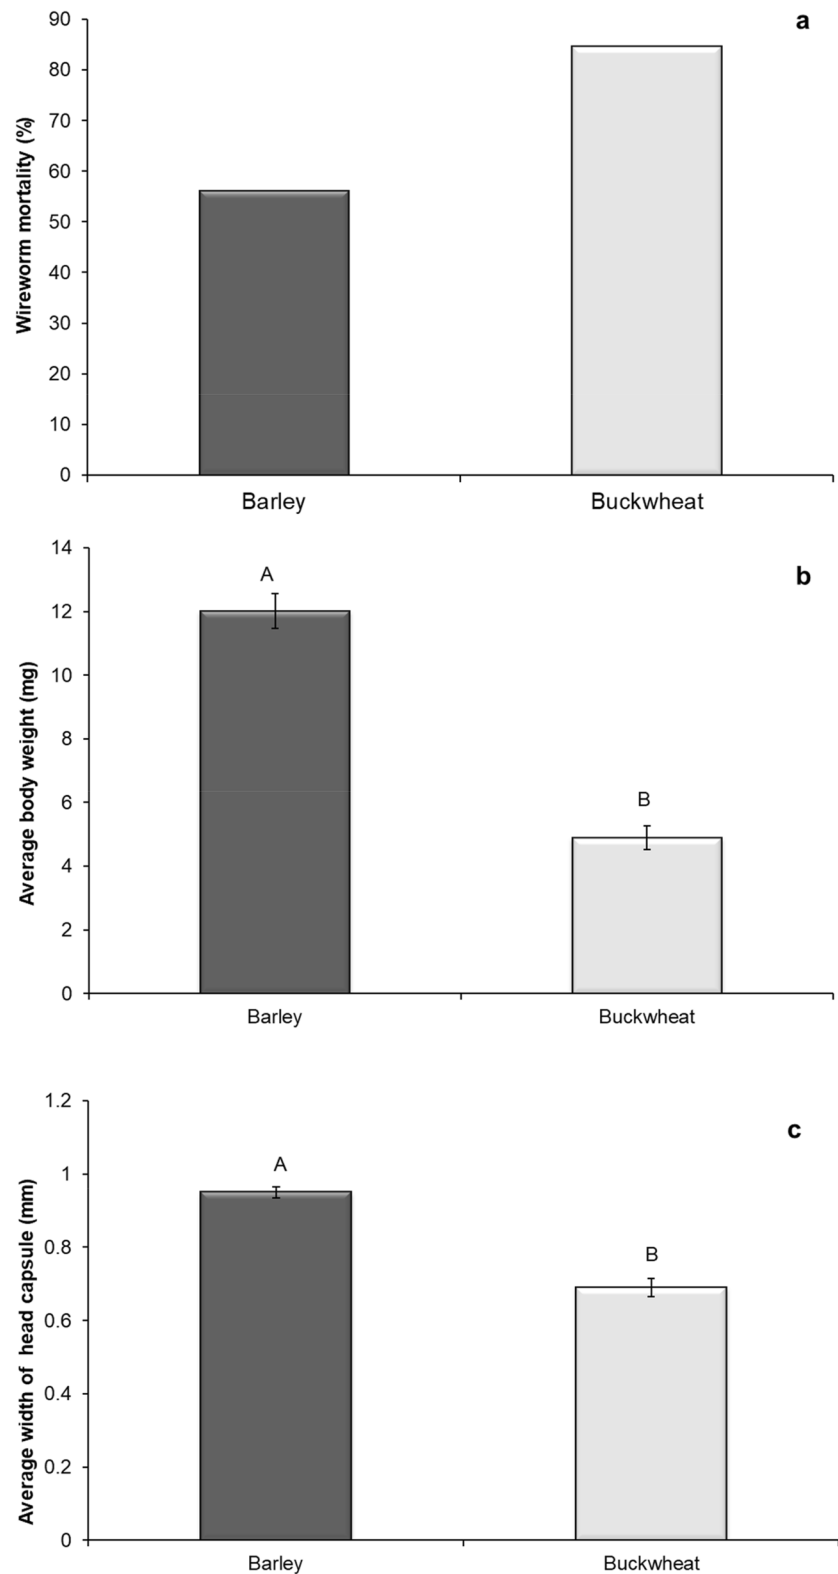 90
a
80
70
60
50
40
30
20
10
0
Wireworm mortality (%)
Barley Buckwheat
14
b
12
10
8
6
4
2
0
Average body weight (mg)
A
B
Barley Buckwheat
1.2
c
1
0.8
0.6
0.4
0.2
0
Average width of head capsule (mm)
A
B
Barley Buckwheat